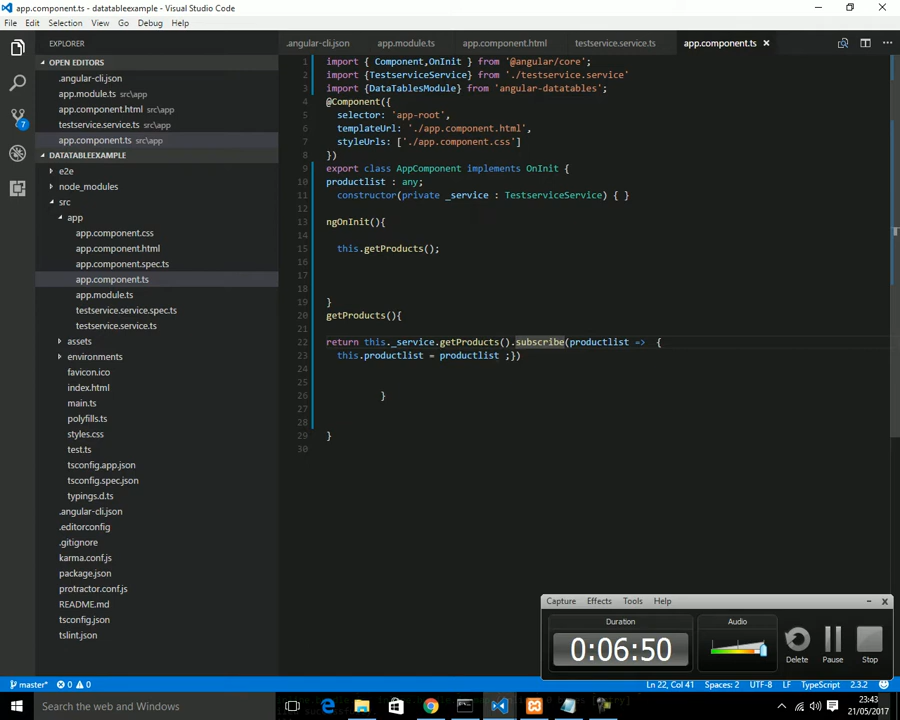 app.component.ts - datatableexample - Visual Studio Code
File Edit Selection View Go Debug Help
EXPLORER
OPEN EDITORS
.angular-cli.json
app.module.ts src\app
app.component.html src\app
testservice.service.ts src\app
app.component.ts src\app
DATATABLEEXAMPLE
e2e
node_modules
src
app
app.component.css
app.component.html
app.component.spec.ts
app.component.ts
app.module.ts
testservice.service.spec.ts
testservice.service.ts
assets
environments
favicon.ico
index.html
main.ts
polyfills.ts
styles.css
test.ts
tsconfig.app.json
tsconfig.spec.json
typings.d.ts
.angular-cli.json
.editorconfig
.gitignore
karma.conf.js
package.json
protractor.conf.js
README.md
tsconfig.json
tslint.json
7
.angular-cli.json app.module.ts app.component.html testservice.service.ts app.component.ts
1 import { Component,OnInit } from '@angular/core';
2 import {TestserviceService} from './testservice.service'
3 import {DataTablesModule} from 'angular-datatables';
4 @Component({
5 selector: 'app-root',
6 templateUrl: './app.component.html',
7 styleUrls: ['./app.component.css']
8 })
9 export class AppComponent implements OnInit {
10 productlist : any;
11 constructor(private _service : TestserviceService) { }
12
13 ngOnInit(){
14
15 this.getProducts();
16
17
18
19 }
20 getProducts(){
21
22 return this._service.getProducts().subscribe(productlist => {
23 this.productlist = productlist ;})
24
25
26 }
27
28
29 }
30
Capture Effects Tools Help
Duration
0:06:50
Audio
Delete
Pause
Stop
master* 0 0
Ln 22, Col 41 Spaces: 2 UTF-8 LF TypeScript 2.3.2
Search the web and Windows
23:43
21/05/2017